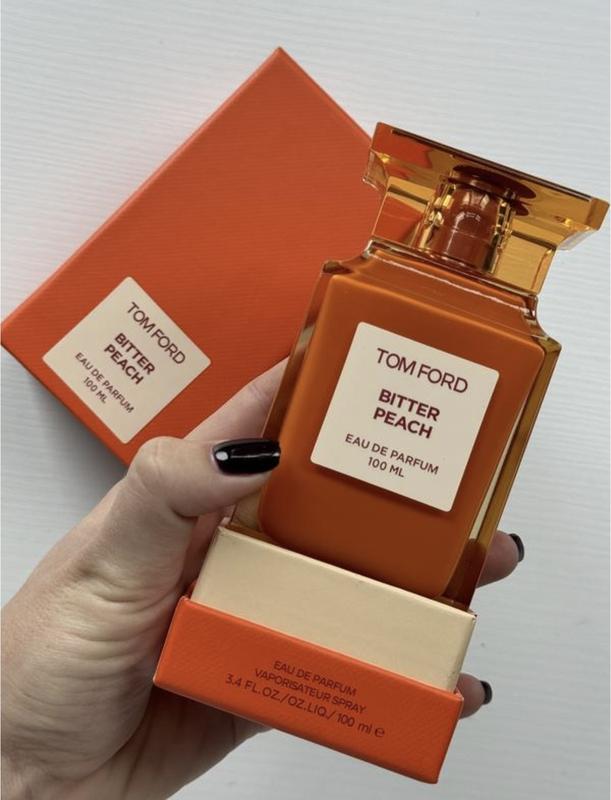 TOM FORD
BITTER
PEACH
EAU DE PARFUM
100 ML
TOM FORD
BITTER
PEACH
EAU DE PARFUM
100 ML
EAU DE PARFUM
VAPORISATEUR SPRAY
3.4 FL.OZ./OZ.LIQ./100 ml ℮